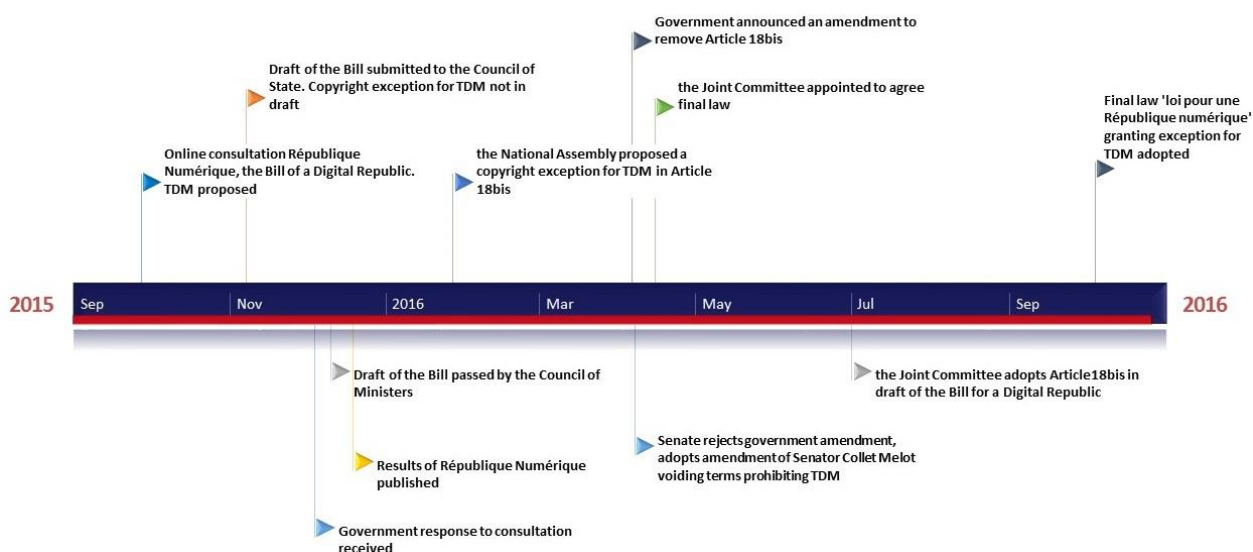 Government announced an amendment to
remove Article 18bis
Draft of the Bill submitted to the Council of
State. Copyright exception for TDM not in
draft
the Joint Committee appointed to agree
final law
Final law 'loi pour une
République numérique'
granting exception for
TDM adopted
Online consultation République
Numérique, the Bill of a Digital Republic.
TDM proposed
the National Assembly proposed a
copyright exception for TDM in Article
18bis
2015
Sep
Nov
2016
Mar
May
Jul
Sep
2016
Draft of the Bill passed by the Council of
Ministers
the Joint Committee adopts Article18bis in
draft of the Bill for a Digital Republic
Senate rejects government amendment,
adopts amendment of Senator Collet Melot
voiding terms prohibiting TDM
Results of République Numérique
published
Government response to consultation
received